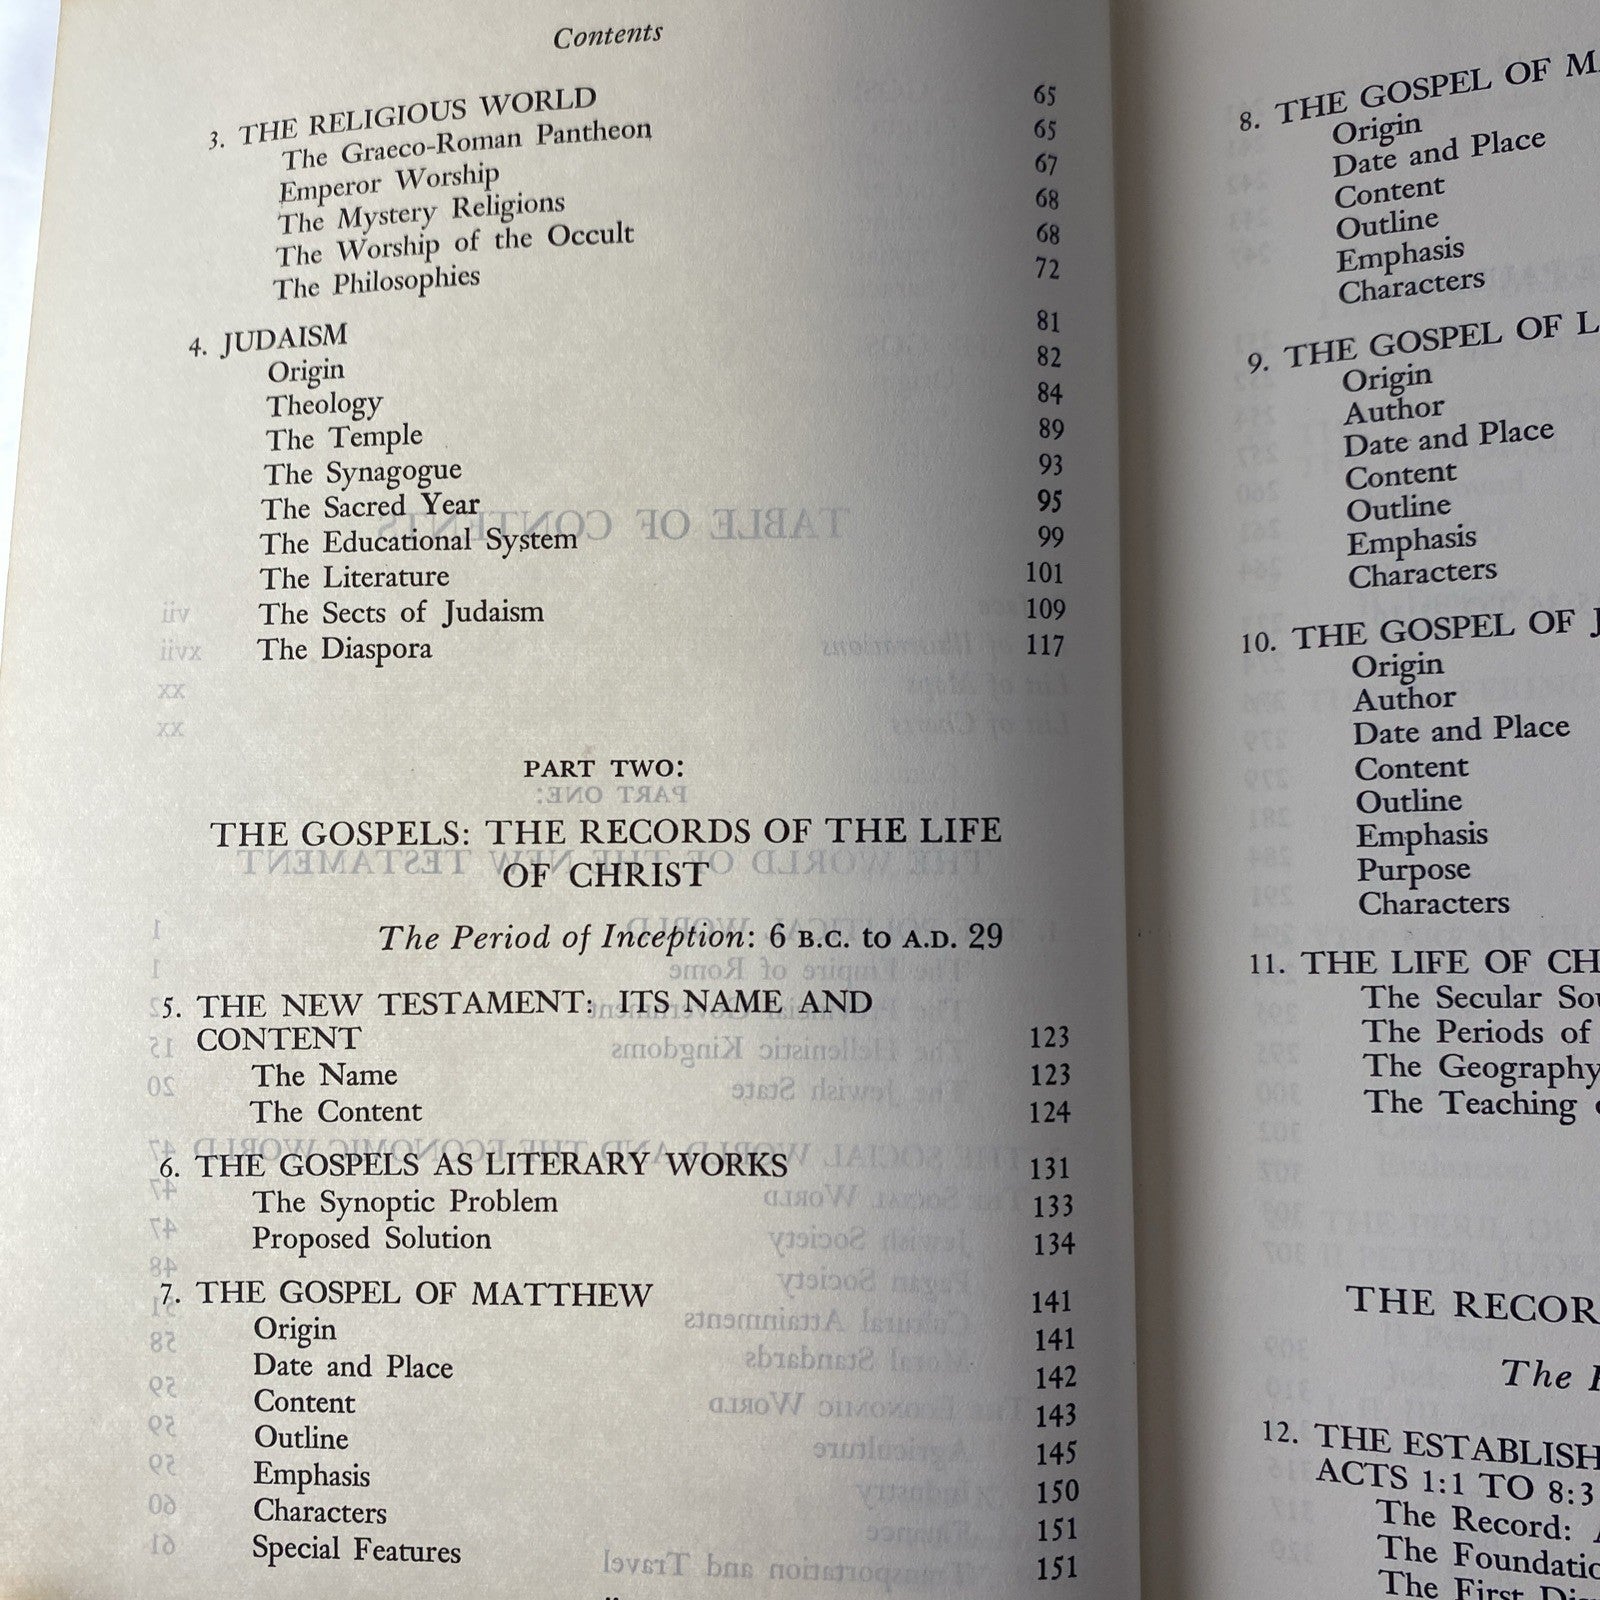 Contents
3. THE RELIGIOUS WORLD 65
The Graeco-Roman Pantheon 65
Emperor Worship 67
The Mystery Religions 68
The Worship of the Occult 68
The Philosophies 72
4. JUDAISM 81
Origin 82
Theology 84
The Temple 89
The Synagogue 93
The Sacred Year 95
The Educational System 99
The Literature 101
The Sects of Judaism 109
The Diaspora 117
PART TWO:
THE GOSPELS: THE RECORDS OF THE LIFE
OF CHRIST
The Period of Inception: 6 B.C. to A.D. 29
5. THE NEW TESTAMENT: ITS NAME AND
CONTENT 123
The Name 123
The Content 124
6. THE GOSPELS AS LITERARY WORKS 131
The Synoptic Problem 133
Proposed Solution 134
7. THE GOSPEL OF MATTHEW 141
Origin 141
Date and Place 142
Content 143
Outline 145
Emphasis 150
Characters 151
Special Features 151
8. THE GOSPEL OF
Origin
Date and Place
Content
Outline
Emphasis
Characters
9. THE GOSPEL OF
Origin
Author
Date and Place
Content
Outline
Emphasis
Characters
10. THE GOSPEL OF
Origin
Author
Date and Place
Content
Outline
Emphasis
Purpose
Characters
11. THE LIFE OF
The Secular
The Periods of
The Geography
The Teaching
THE
The
12. THE
ACTS 1:1 TO 8:3
The Record:
The
The First